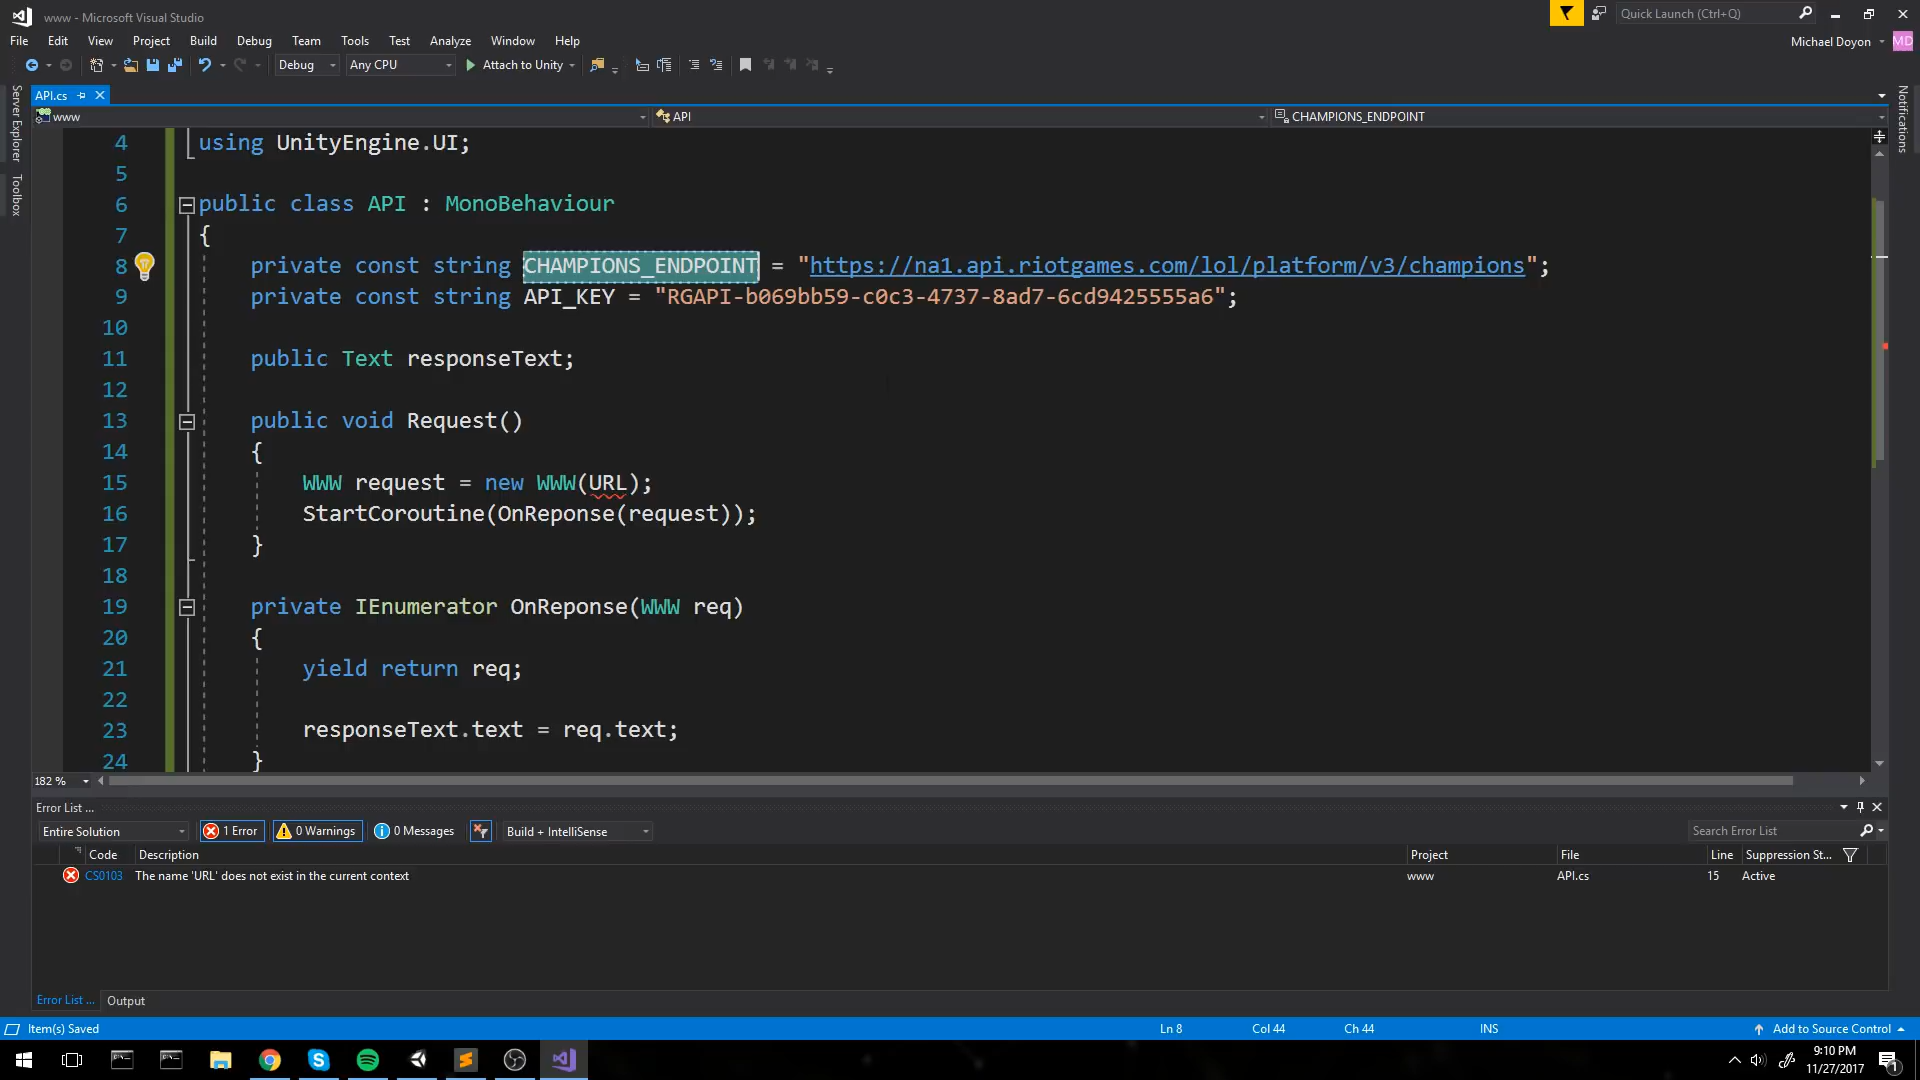 www - Microsoft Visual Studio
Quick Launch (Ctrl+Q)
File Edit View Project Build Debug Team Tools Test Analyze Window Help
Michael Doyon MD
Debug Any CPU Attach to Unity
Server Explorer
Toolbox
Notifications
API.cs
www API CHAMPIONS_ENDPOINT
4 using UnityEngine.UI;
5
6 public class API : MonoBehaviour
7 {
8 private const string CHAMPIONS_ENDPOINT = "https://na1.api.riotgames.com/lol/platform/v3/champions";
9 private const string API_KEY = "RGAPI-b069bb59-c0c3-4737-8ad7-6cd9425555a6";
10
11 public Text responseText;
12
13 public void Request()
14 {
15 WWW request = new WWW(URL);
16 StartCoroutine(OnReponse(request));
17 }
18
19 private IEnumerator OnReponse(WWW req)
20 {
21 yield return req;
22
23 responseText.text = req.text;
24 }
182 %
Error List ...
Entire Solution 1 Error 0 Warnings 0 Messages Build + IntelliSense Search Error List
Code Description Project File Line Suppression St...
CS0103 The name 'URL' does not exist in the current context www API.cs 15 Active
Error List ... Output
Item(s) Saved Ln 8 Col 44 Ch 44 INS Add to Source Control
9:10 PM
11/27/2017
1